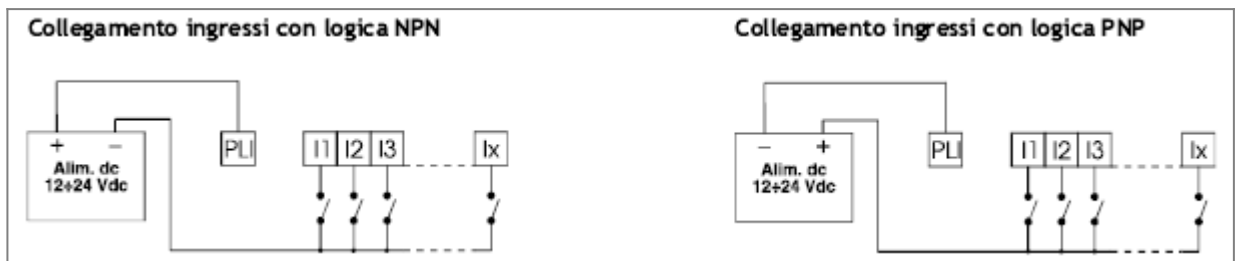 Collegamento ingressi con logica NPN
+ −
Alim. dc
12÷24 Vdc
PLI
I1 I2 I3
Ix
Collegamento ingressi con logica PNP
− +
Alim. dc
12÷24 Vdc
PLI
I1 I2 I3
Ix